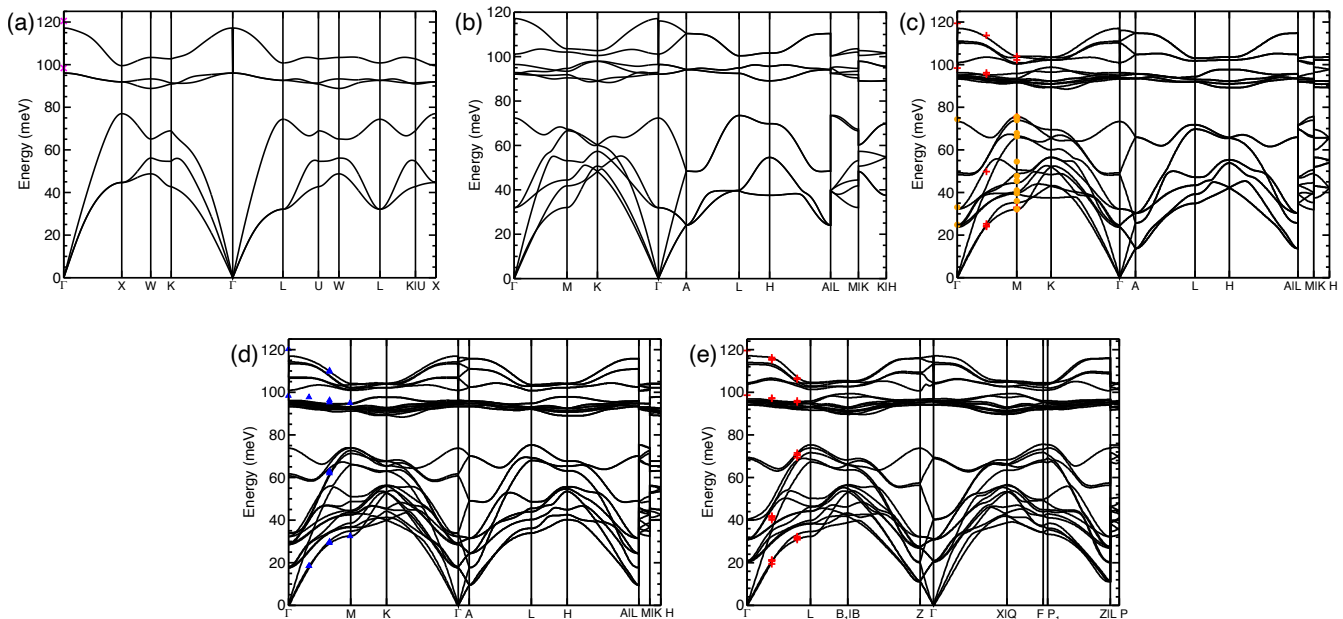 (a)
Energy (meV)
120
100
80
60
40
20
0
Γ X W K Γ L U W L K|U X
(b)
Energy (meV)
120
100
80
60
40
20
0
Γ M K Γ A L H A|L M|K K|H
(c)
Energy (meV)
120
100
80
60
40
20
0
Γ M K Γ A L H A|L M|K H
(d)
Energy (meV)
120
100
80
60
40
20
0
Γ M K Γ A L H A|L M|K H
(e)
Energy (meV)
120
100
80
60
40
20
0
Γ L B₁|B Z Γ X|Q F P₁ Z|L P